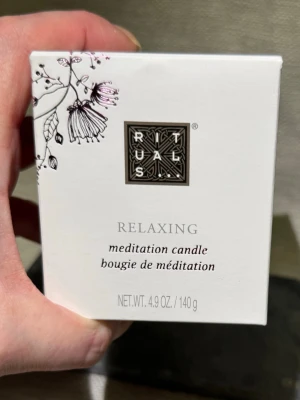 RIT
UAL
S...
®
RELAXING
meditation candle
bougie de méditation
NET.WT. 4.9 OZ. / 140 g